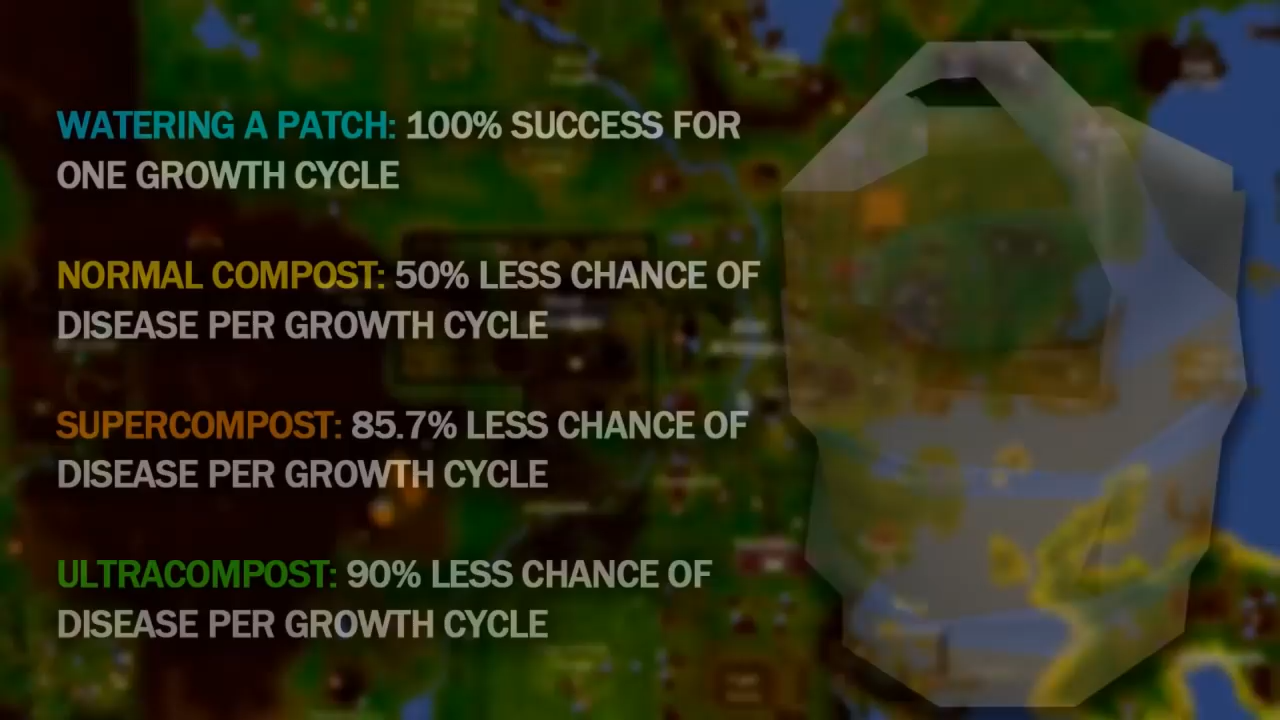 WATERING A PATCH: 100% SUCCESS FOR
ONE GROWTH CYCLE
NORMAL COMPOST: 50% LESS CHANCE OF
DISEASE PER GROWTH CYCLE
SUPERCOMPOST: 85.7% LESS CHANCE OF
DISEASE PER GROWTH CYCLE
ULTRACOMPOST: 90% LESS CHANCE OF
DISEASE PER GROWTH CYCLE